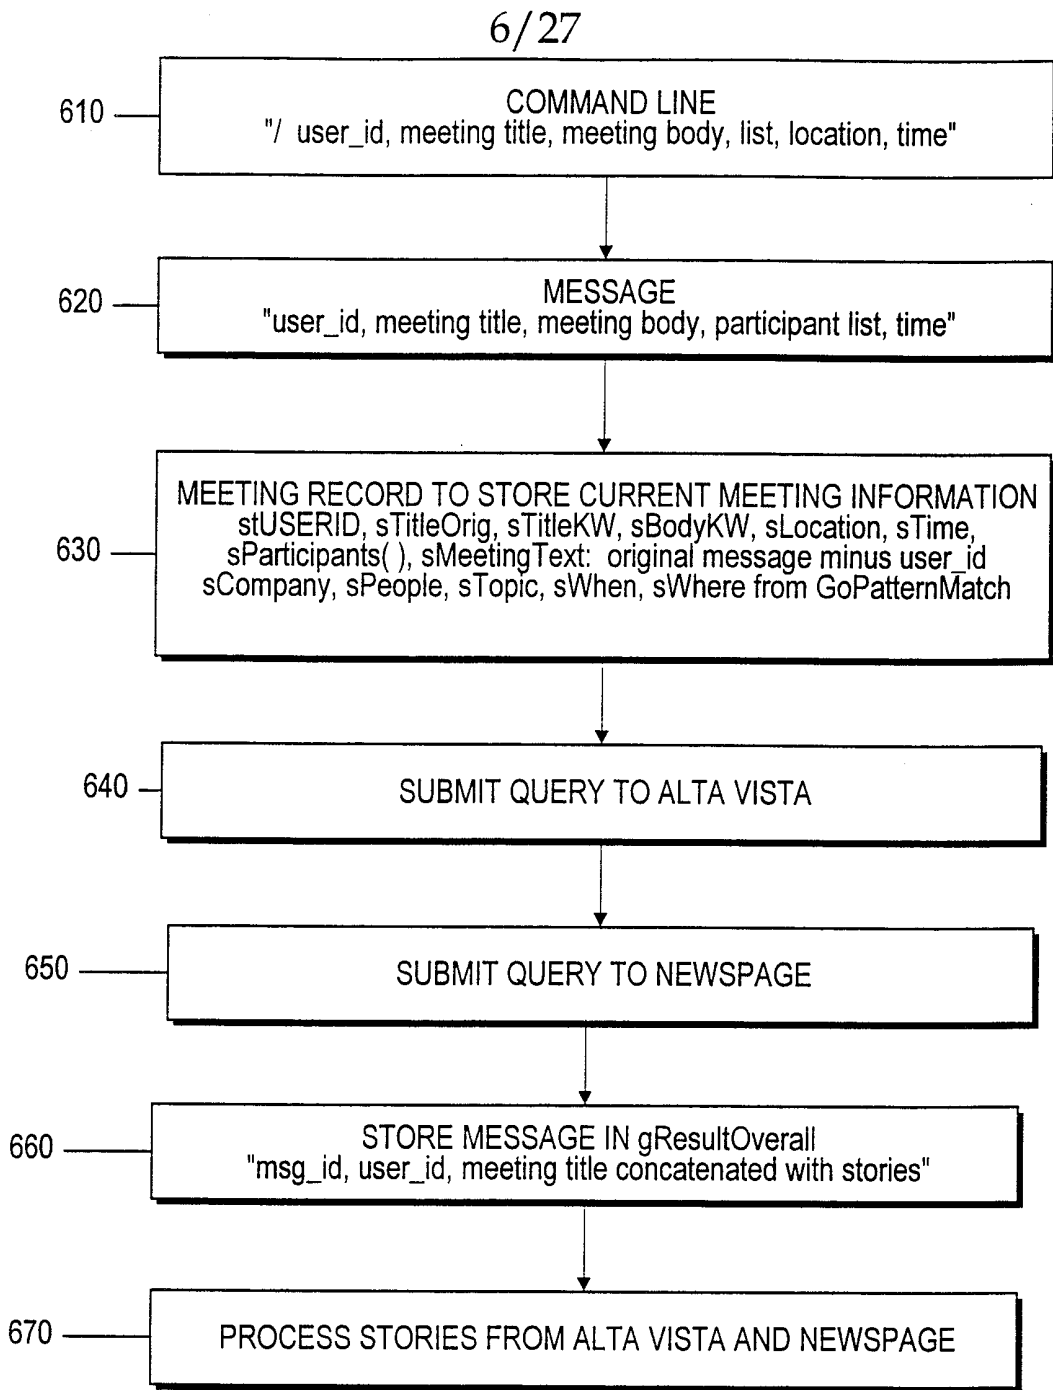 6/27
610
COMMAND LINE
"/ user_id, meeting title, meeting body, list, location, time"
620
MESSAGE
"user_id, meeting title, meeting body, participant list, time"
630
MEETING RECORD TO STORE CURRENT MEETING INFORMATION
stUSERID, sTitleOrig, sTitleKW, sBodyKW, sLocation, sTime,
sParticipants( ), sMeetingText: original message minus user_id
sCompany, sPeople, sTopic, sWhen, sWhere from GoPatternMatch
640
SUBMIT QUERY TO ALTA VISTA
650
SUBMIT QUERY TO NEWSPAGE
660
STORE MESSAGE IN gResultOverall
"msg_id, user_id, meeting title concatenated with stories"
670
PROCESS STORIES FROM ALTA VISTA AND NEWSPAGE